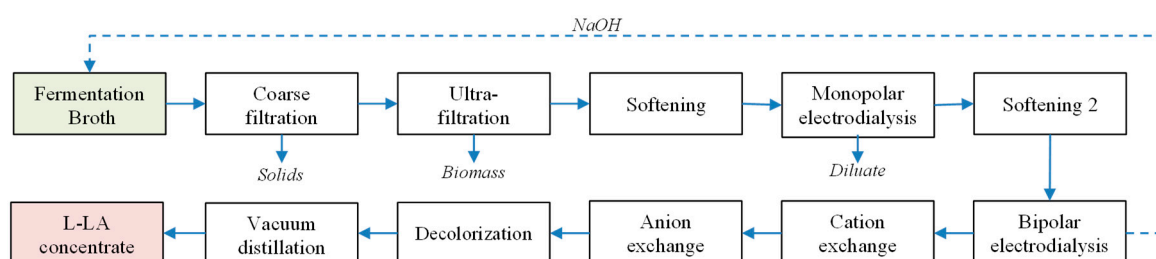 NaOH
Fermentation
Broth
Coarse
filtration
Ultra-
filtration
Softening
Monopolar
electrodialysis
Softening 2
Solids
Biomass
Diluate
L-LA
concentrate
Vacuum
distillation
Decolorization
Anion
exchange
Cation
exchange
Bipolar
electrodialysis